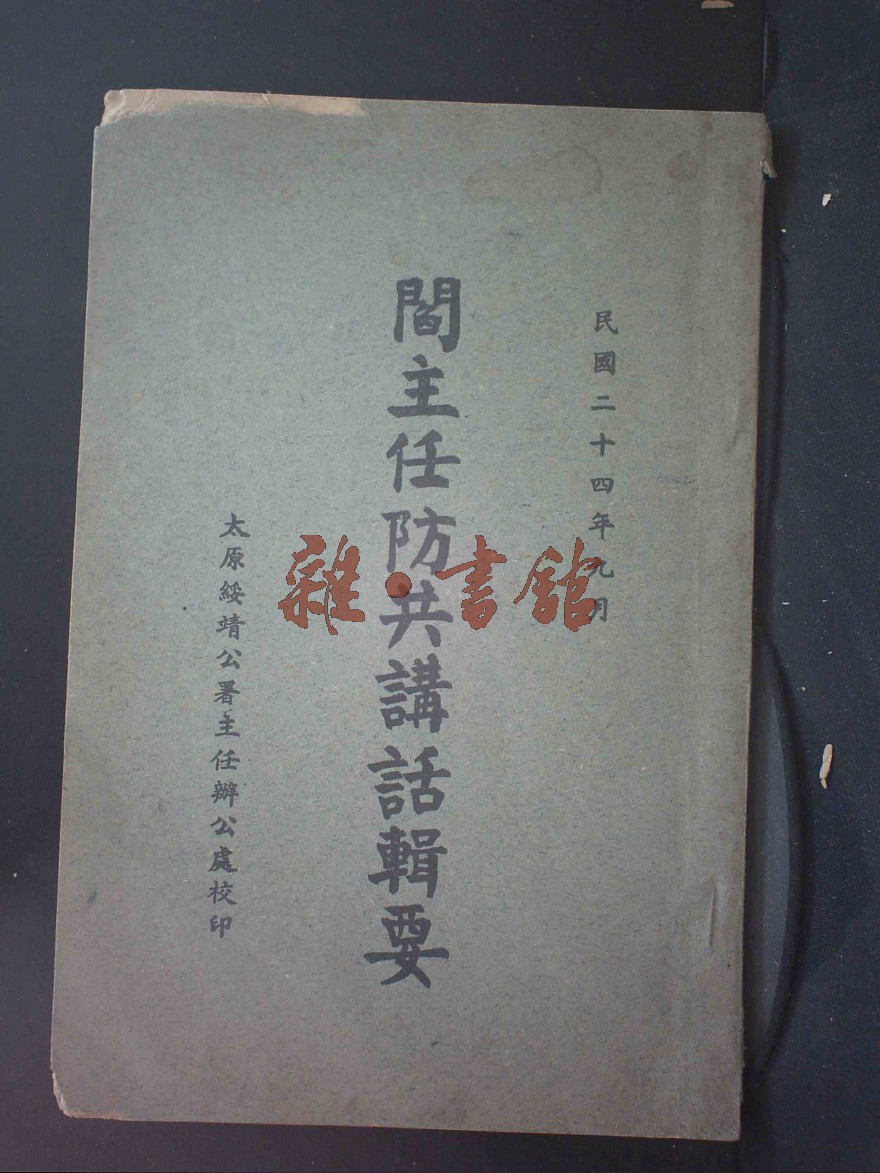 民國二十四年九月
閻主任防共講話輯要
太原綏靖公署主任辦公處校印
雜·書館